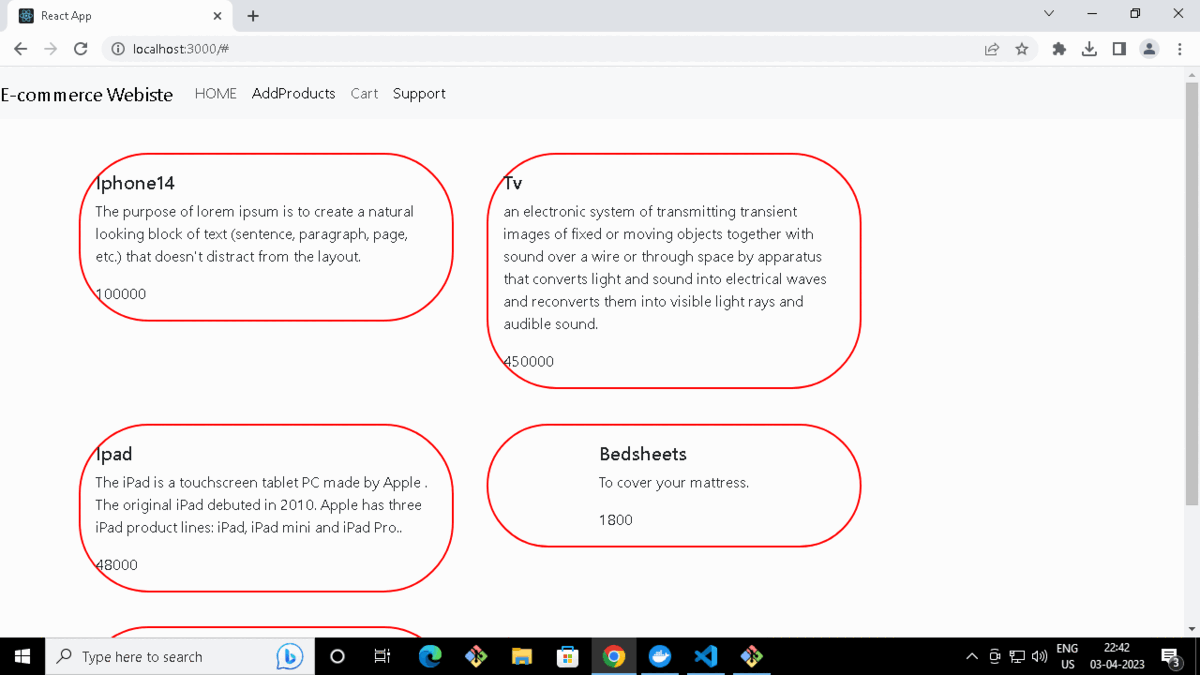 React App
localhost:3000/#
E-commerce Webiste HOME AddProducts Cart Support
Iphone14
The purpose of lorem ipsum is to create a natural
looking block of text (sentence, paragraph, page,
etc.) that doesn't distract from the layout.
100000
Tv
an electronic system of transmitting transient
images of fixed or moving objects together with
sound over a wire or through space by apparatus
that converts light and sound into electrical waves
and reconverts them into visible light rays and
audible sound.
450000
Ipad
The iPad is a touchscreen tablet PC made by Apple .
The original iPad debuted in 2010. Apple has three
iPad product lines: iPad, iPad mini and iPad Pro..
48000
Bedsheets
To cover your mattress.
1800
Type here to search
ENG
US
22:42
03-04-2023
3